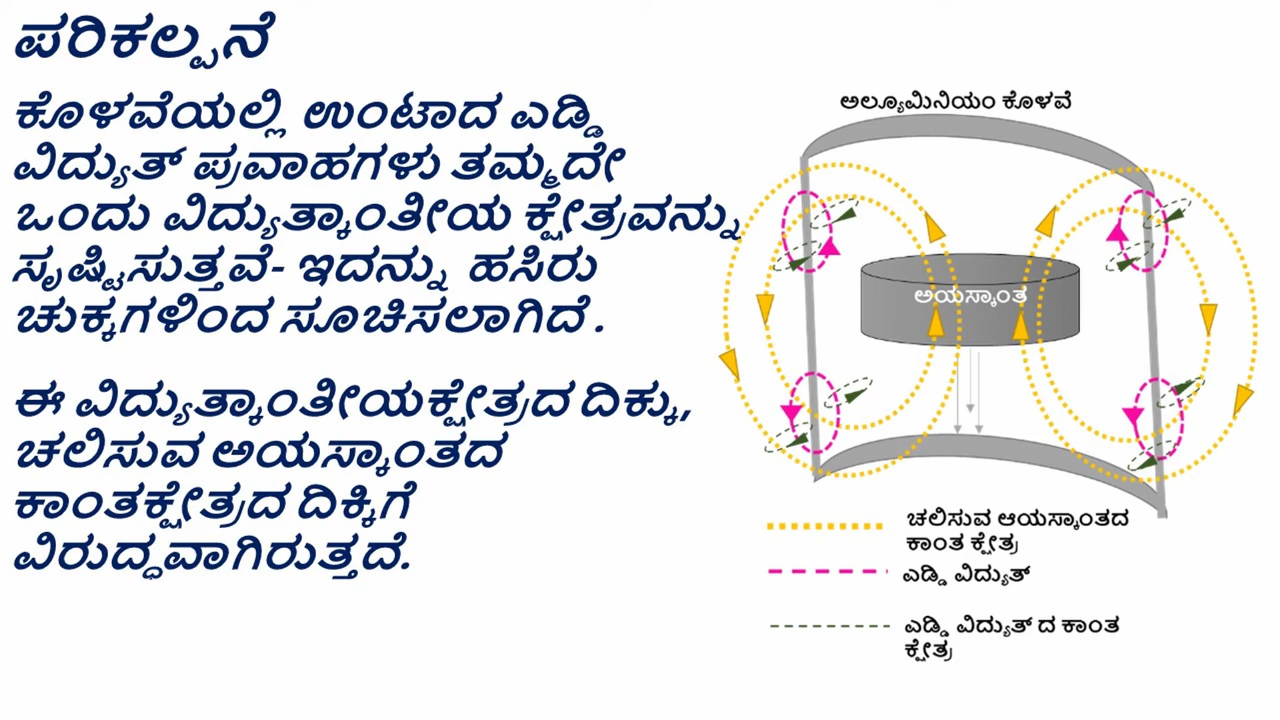 ಪರಿಕಲ್ಪನೆ
ಕೊಳವೆಯಲ್ಲಿ ಉಂಟಾದ ಎಡ್ಡಿ
ವಿದ್ಯುತ್ ಪ್ರವಾಹಗಳು ತಮ್ಮದೇ
ಒಂದು ವಿದ್ಯುತ್ಕಾಂತೀಯ ಕ್ಷೇತ್ರವನ್ನು
ಸೃಷ್ಟಿಸುತ್ತವೆ- ಇದನ್ನು ಹಸಿರು
ಚುಕ್ಕಗಳಿಂದ ಸೂಚಿಸಲಾಗಿದೆ.
ಈ ವಿದ್ಯುತ್ಕಾಂತೀಯಕ್ಷೇತ್ರದ ದಿಕ್ಕು,
ಚಲಿಸುವ ಅಯಸ್ಕಾಂತದ
ಕಾಂತಕ್ಷೇತ್ರದ ದಿಕ್ಕಿಗೆ
ವಿರುದ್ಧವಾಗಿರುತ್ತದೆ.
ಅಲ್ಯೂಮಿನಿಯಂ ಕೊಳವೆ
ಅಯಸ್ಕಾಂತ
ಚಲಿಸುವ ಆಯಸ್ಕಾಂತದ
ಕಾಂತ ಕ್ಷೇತ್ರ
ಎಡ್ಡಿ ವಿದ್ಯುತ್
ಎಡ್ಡಿ ವಿದ್ಯುತ್ ದ ಕಾಂತ
ಕ್ಷೇತ್ರ